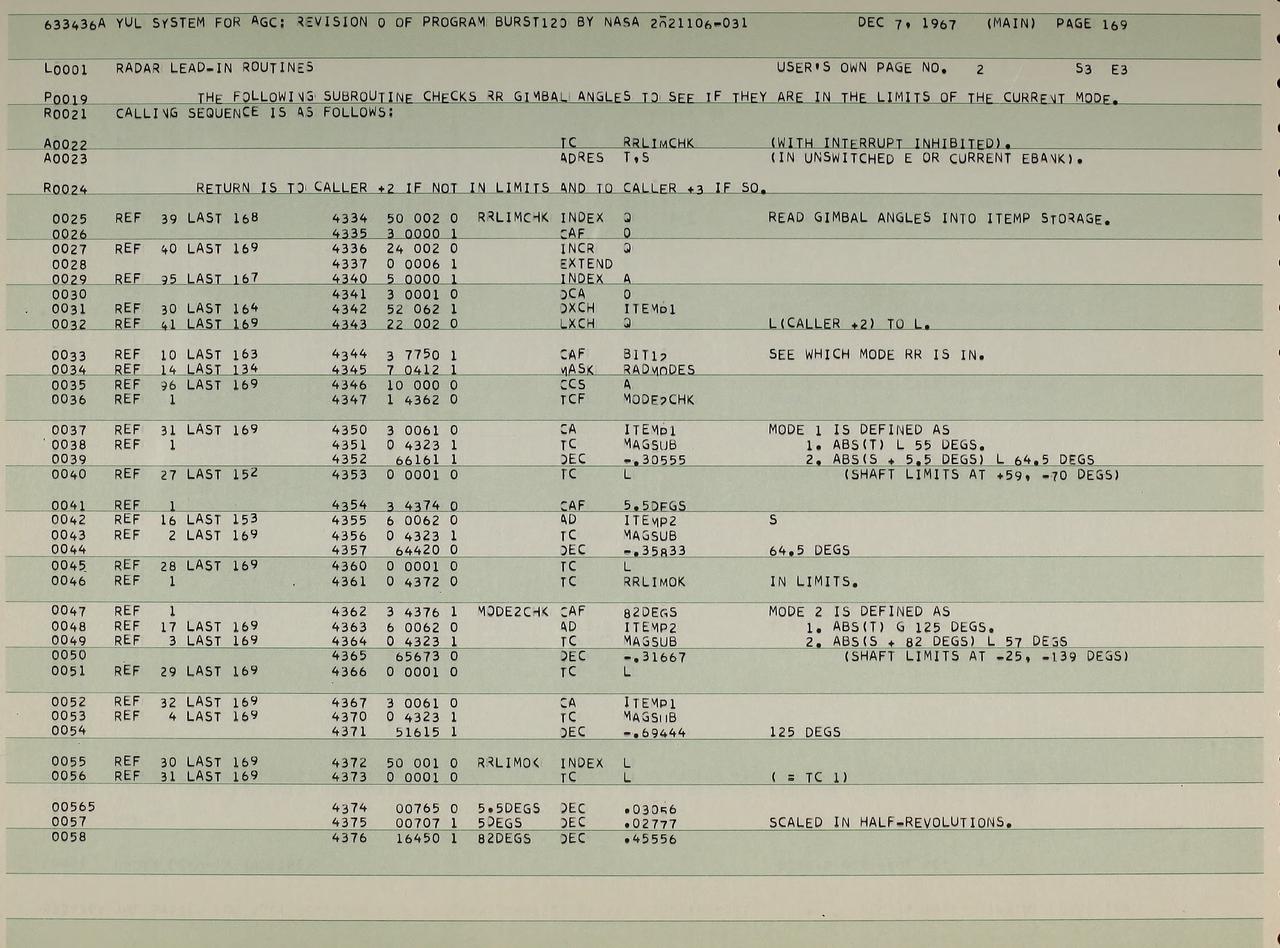 633436A YUL SYSTEM FOR AGC: REVISION 0 OF PROGRAM BURST120 BY NASA 2021106-031 DEC 7, 1967 (MAIN) PAGE 169
L0001 RADAR LEAD-IN ROUTINES USER'S OWN PAGE NO. 2 S3 E3
P0019 THE FOLLOWING SUBROUTINE CHECKS RR GIMBAL ANGLES TO SEE IF THEY ARE IN THE LIMITS OF THE CURRENT MODE.
R0021 CALLING SEQUENCE IS AS FOLLOWS:
A0022 TC RRLIMCHK (WITH INTERRUPT INHIBITED).
A0023 ADRES T,S (IN UNSWITCHED E OR CURRENT EBANK).
R0024 RETURN IS TO CALLER +2 IF NOT IN LIMITS AND TO CALLER +3 IF SO.
0025 REF 39 LAST 168 4334 50 002 0 RRLIMCHK INDEX Q READ GIMBAL ANGLES INTO ITEMP STORAGE.
0026 4335 3 0000 1 CAF 0
0027 REF 40 LAST 169 4336 24 002 0 INCR Q
0028 4337 0 0006 1 EXTEND
0029 REF 95 LAST 167 4340 5 0000 1 INDEX A
0030 4341 3 0001 0 DCA 0
0031 REF 30 LAST 164 4342 52 062 1 DXCH ITEMP1
0032 REF 41 LAST 169 4343 22 002 0 LXCH Q L(CALLER +2) TO L.
0033 REF 10 LAST 163 4344 3 7750 1 CAF BIT12 SEE WHICH MODE RR IS IN.
0034 REF 14 LAST 134 4345 7 0412 1 MASK RADMODES
0035 REF 96 LAST 169 4346 10 000 0 CCS A
0036 REF 1 4347 1 4362 0 TCF MODE2CHK
0037 REF 31 LAST 169 4350 3 0061 0 CA ITEMP1 MODE 1 IS DEFINED AS
0038 REF 1 4351 0 4323 1 TC MAGSUB 1. ABS(T) L 55 DEGS.
0039 4352 66161 1 DEC -.30555 2. ABS(S + 5.5 DEGS) L 64.5 DEGS
0040 REF 27 LAST 152 4353 0 0001 0 TC L (SHAFT LIMITS AT +59, -70 DEGS)
0041 REF 1 4354 3 4374 0 CAF 5.5DEGS
0042 REF 16 LAST 153 4355 6 0062 0 AD ITEMP2 S
0043 REF 2 LAST 169 4356 0 4323 1 TC MAGSUB
0044 4357 64420 0 DEC -.35833 64.5 DEGS
0045 REF 28 LAST 169 4360 0 0001 0 TC L
0046 REF 1 4361 0 4372 0 TC RRLIMOK IN LIMITS.
0047 REF 1 4362 3 4376 1 MODE2CHK CAF 82DEGS MODE 2 IS DEFINED AS
0048 REF 17 LAST 169 4363 6 0062 0 AD ITEMP2 1. ABS(T) G 125 DEGS.
0049 REF 3 LAST 169 4364 0 4323 1 TC MAGSUB 2. ABS(S + 82 DEGS) L 57 DEGS
0050 4365 65673 0 DEC -.31667 (SHAFT LIMITS AT -25, -139 DEGS)
0051 REF 29 LAST 169 4366 0 0001 0 TC L
0052 REF 32 LAST 169 4367 3 0061 0 CA ITEMP1
0053 REF 4 LAST 169 4370 0 4323 1 TC MAGSUB
0054 4371 51615 1 DEC -.69444 125 DEGS
0055 REF 30 LAST 169 4372 50 001 0 RRLIMOK INDEX L
0056 REF 31 LAST 169 4373 0 0001 0 TC L ( = TC 1)
00565 4374 00765 0 5.5DEGS DEC .03056
0057 4375 00707 1 5DEGS DEC .02777 SCALED IN HALF-REVOLUTIONS.
0058 4376 16450 1 82DEGS DEC .45556